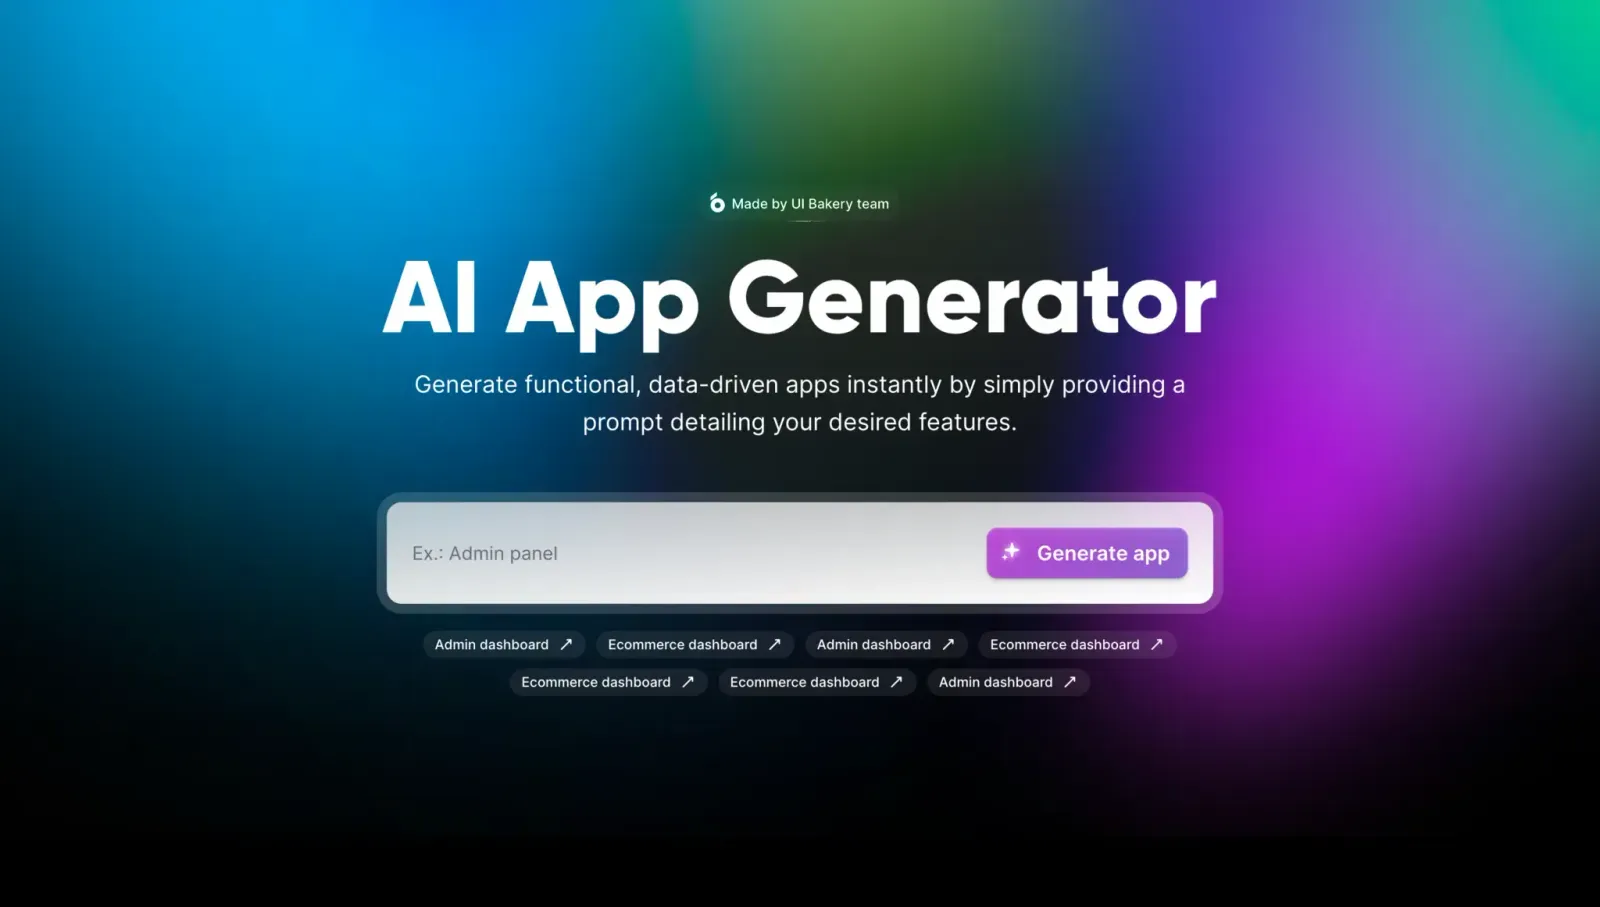 Made by UI Bakery team
AI App Generator
Generate functional, data-driven apps instantly by simply providing a
prompt detailing your desired features.
Ex.: Admin panel
Generate app
Admin dashboard
Ecommerce dashboard
Admin dashboard
Ecommerce dashboard
Ecommerce dashboard
Ecommerce dashboard
Admin dashboard